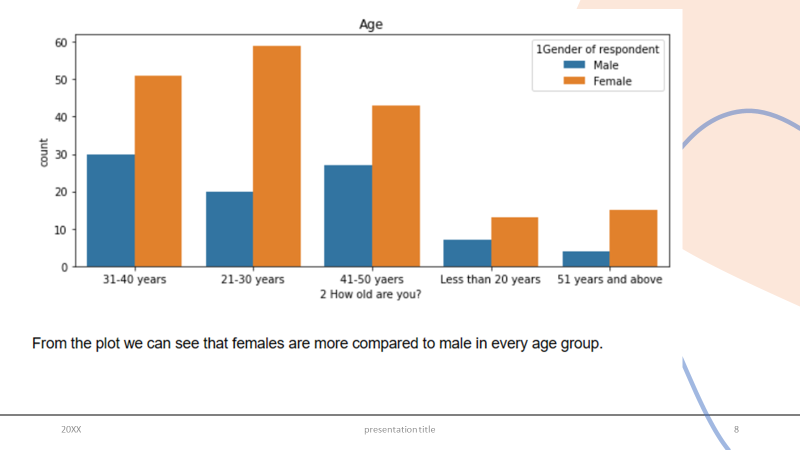 Age
60
50
40
30
20
10
0
count
1Gender of respondent
Male
Female
31-40 years 21-30 years 41-50 yaers Less than 20 years 51 years and above
2 How old are you?
From the plot we can see that females are more compared to male in every age group.
20XX presentation title 8